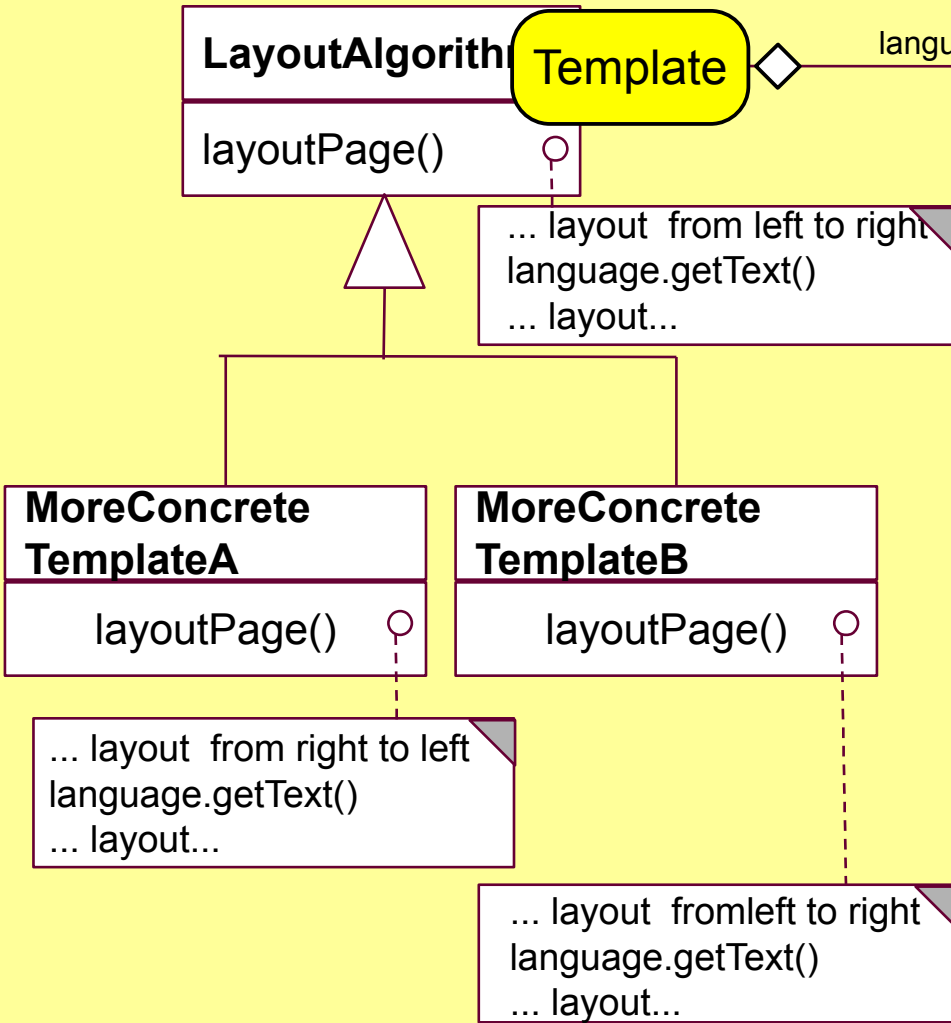 LayoutAlgorith
Template
langu
layoutPage()
... layout from left to right
language.getText()
... layout...
MoreConcrete
TemplateA
MoreConcrete
TemplateB
layoutPage()
layoutPage()
... layout from right to left
language.getText()
... layout...
... layout fromleft to right
language.getText()
... layout...